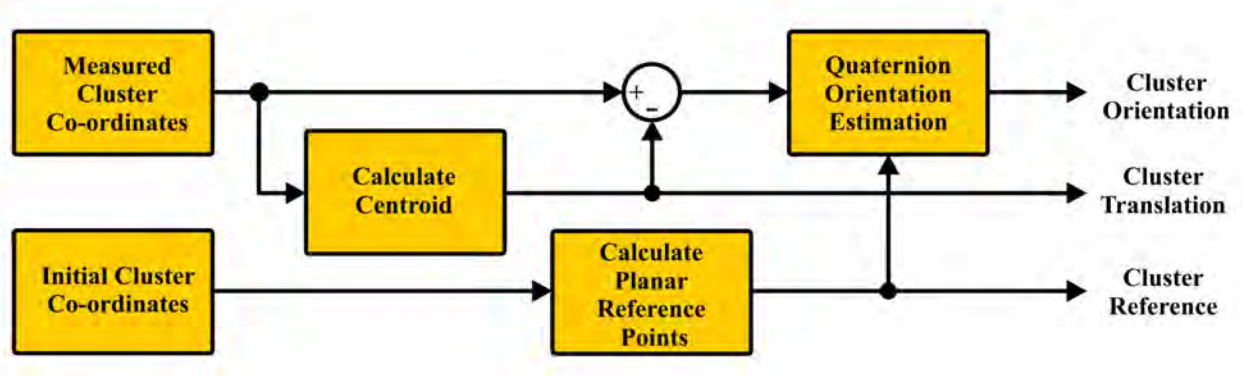 Measured
Cluster
Co-ordinates
+
-
Quaternion
Orientation
Estimation
Cluster
Orientation
Calculate
Centroid
Cluster
Translation
Initial Cluster
Co-ordinates
Calculate
Planar
Reference
Points
Cluster
Reference